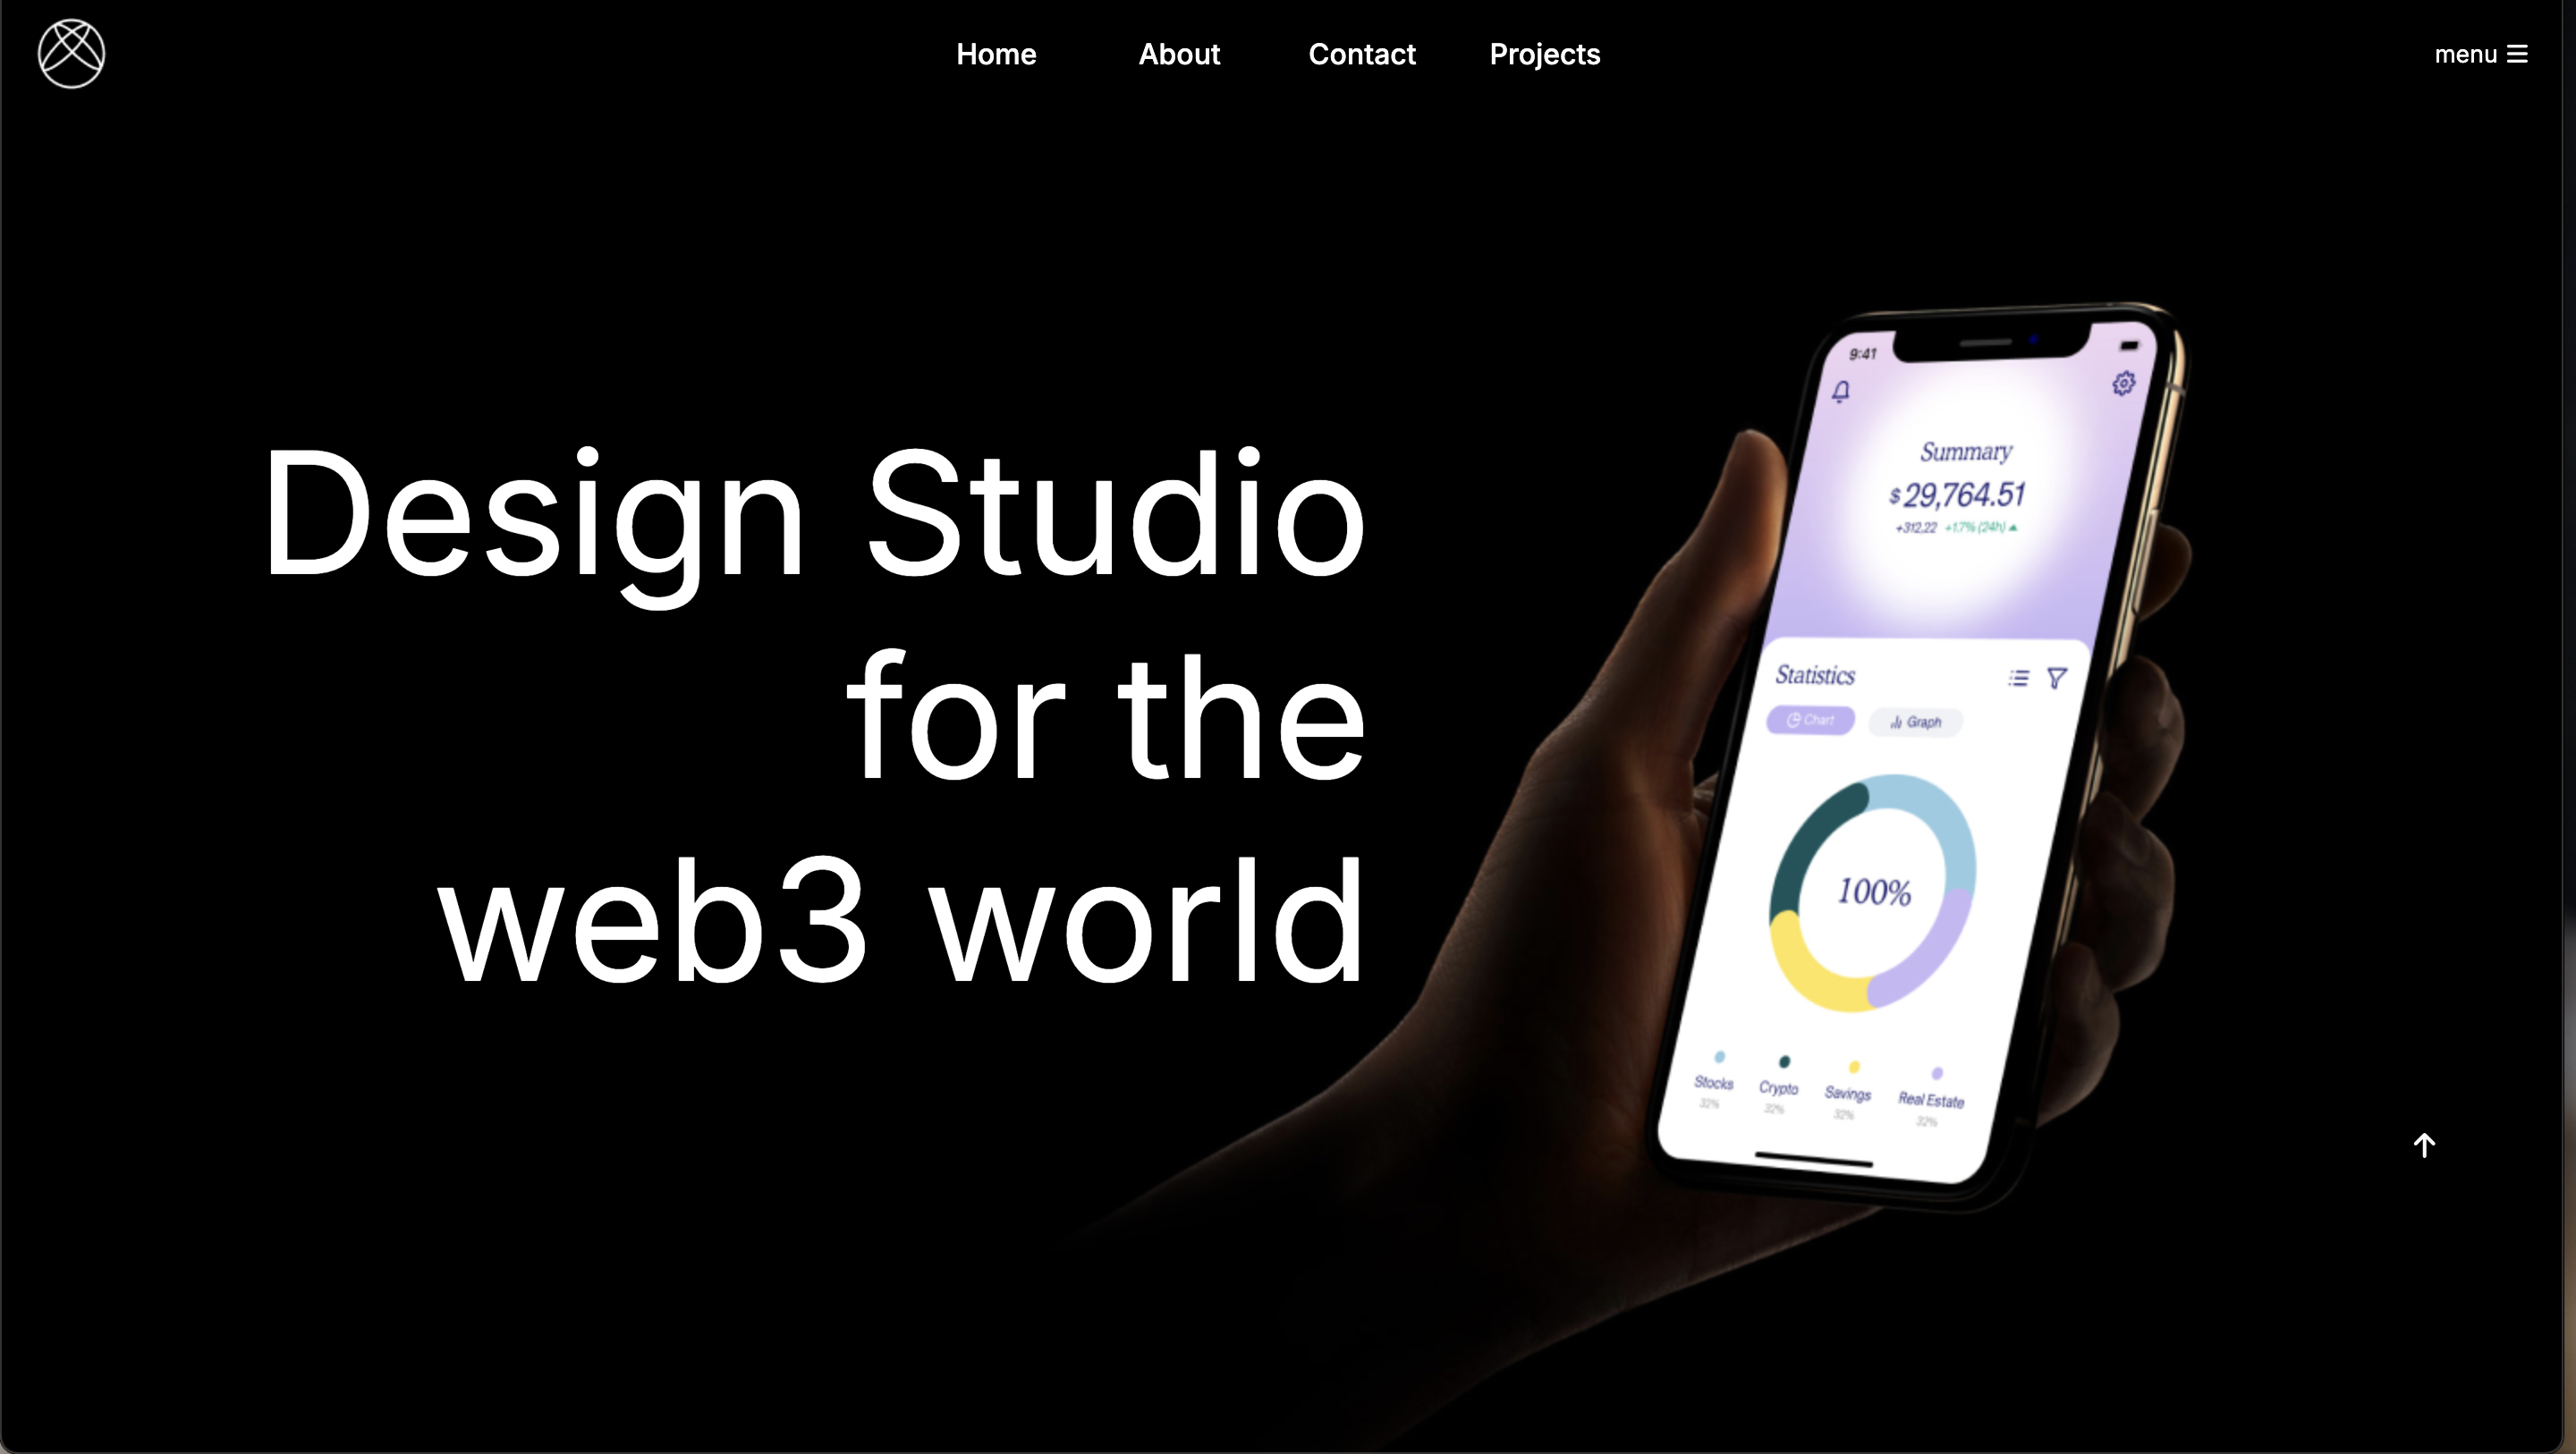 Home About Contact Projects menu
Design Studio
for the
web3 world
9:41
Summary
$29,764.51
+312,22 +1.7% (24h)
Statistics
Chart Graph
100%
Stocks Crypto Savings Real Estate
32% 32% 32% 32%